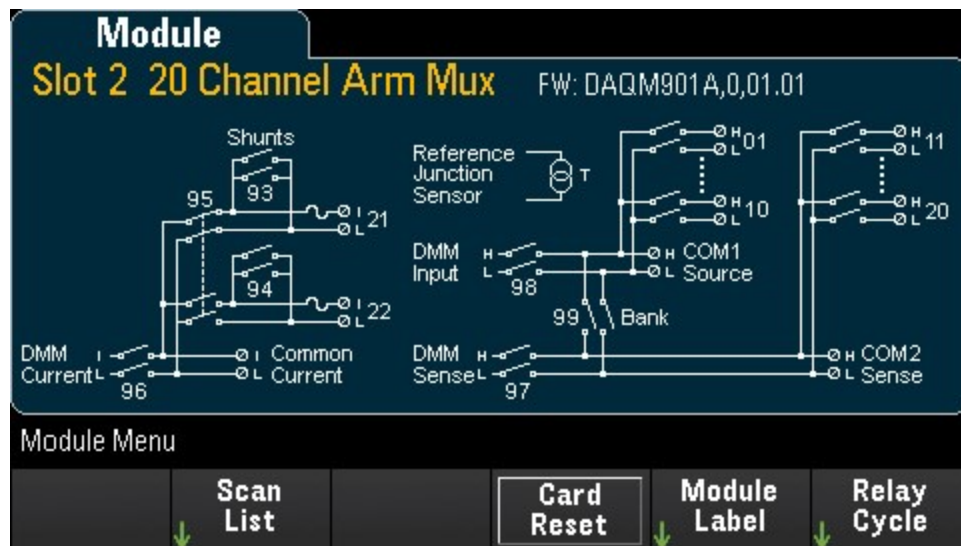 Module
Slot 2 20 Channel Arm Mux FW: DAQM901A,0,01.01
Shunts
93
95
I
L
21
94
I
L
22
DMM I
Current L
96
I Common
L Current
Reference
Junction
Sensor
T
H
L
01
H
L
10
H
L
11
H
L
20
DMM H
Input L
98
H COM1
L Source
99
Bank
DMM H
Sense L
97
H COM2
L Sense
Module Menu
Scan
List
Card
Reset
Module
Label
Relay
Cycle